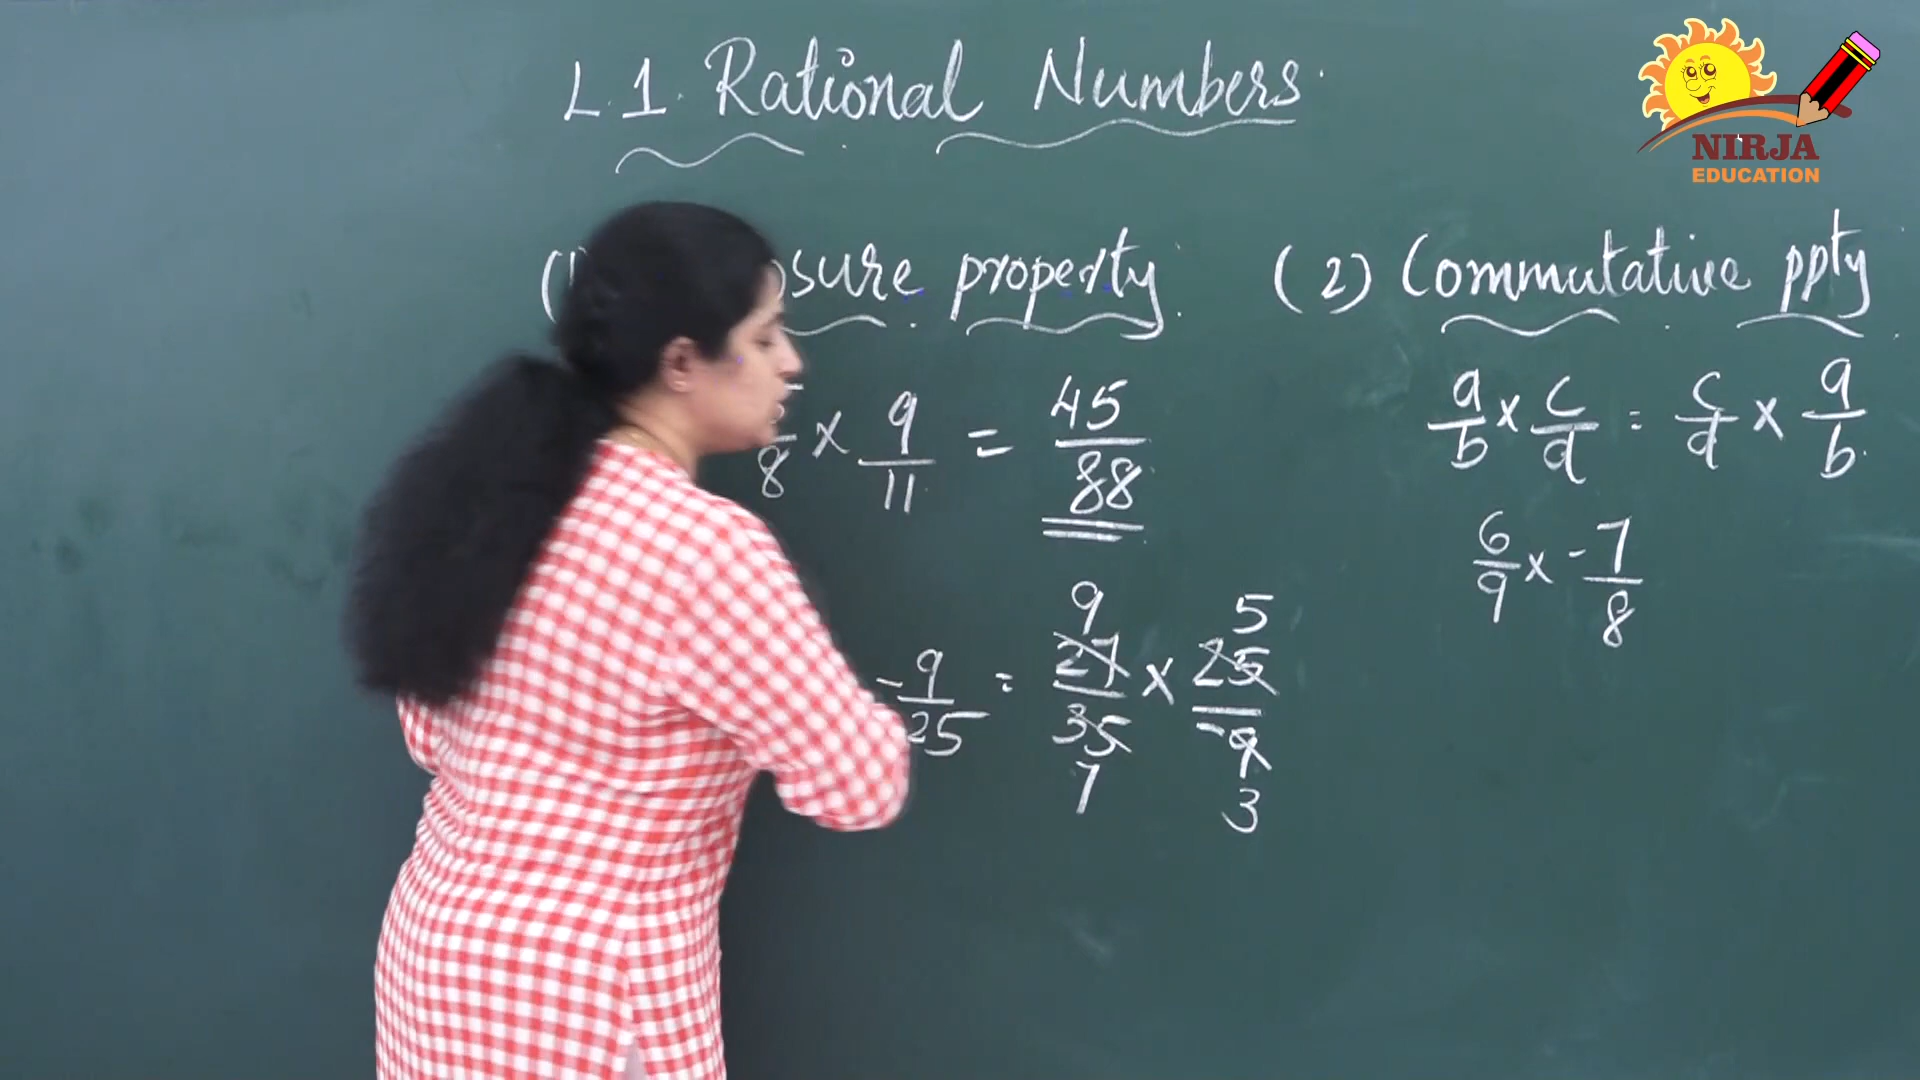 L.1. Rational Numbers.
NIRJA
EDUCATION
property.
(2) Commutative ppty.
8 × 9/11 = 45/88
a/b × c/d = c/d × a/b.
6/9 × -7/8
-9/25 = 27/35 × 25/-9
9 5
7 3